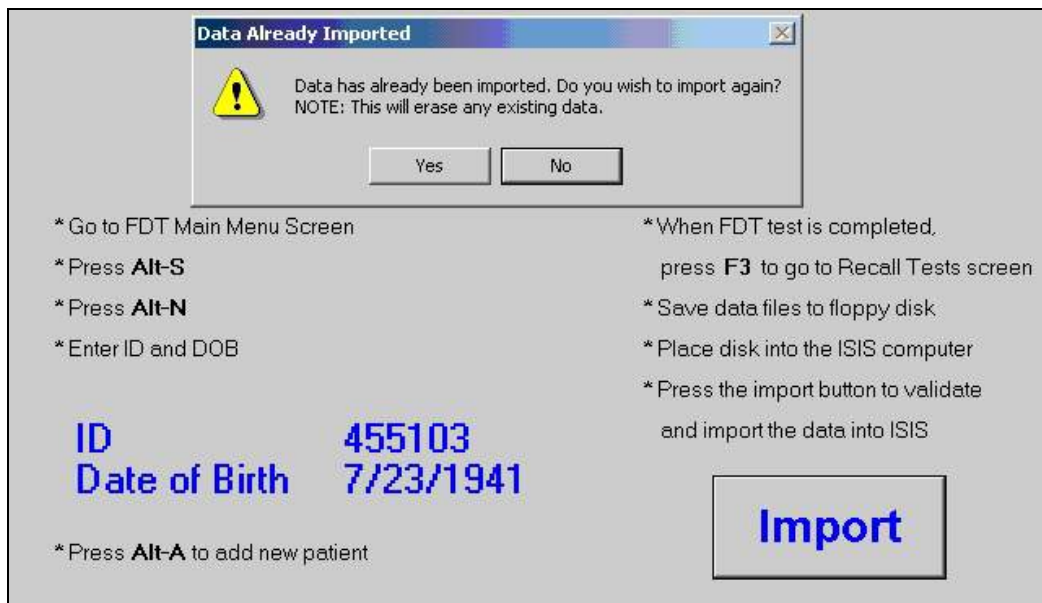 Data Already Imported
Data has already been imported. Do you wish to import again?
NOTE: This will erase any existing data.
Yes
No
*Go to FDT Main Menu Screen
*Press Alt-S
*Press Alt-N
*Enter ID and DOB
ID 455103
Date of Birth 7/23/1941
*Press Alt-A to add new patient
*When FDT test is completed,
press F3 to go to Recall Tests screen
*Save data files to floppy disk
*Place disk into the ISIS computer
*Press the import button to validate
and import the data into ISIS
Import